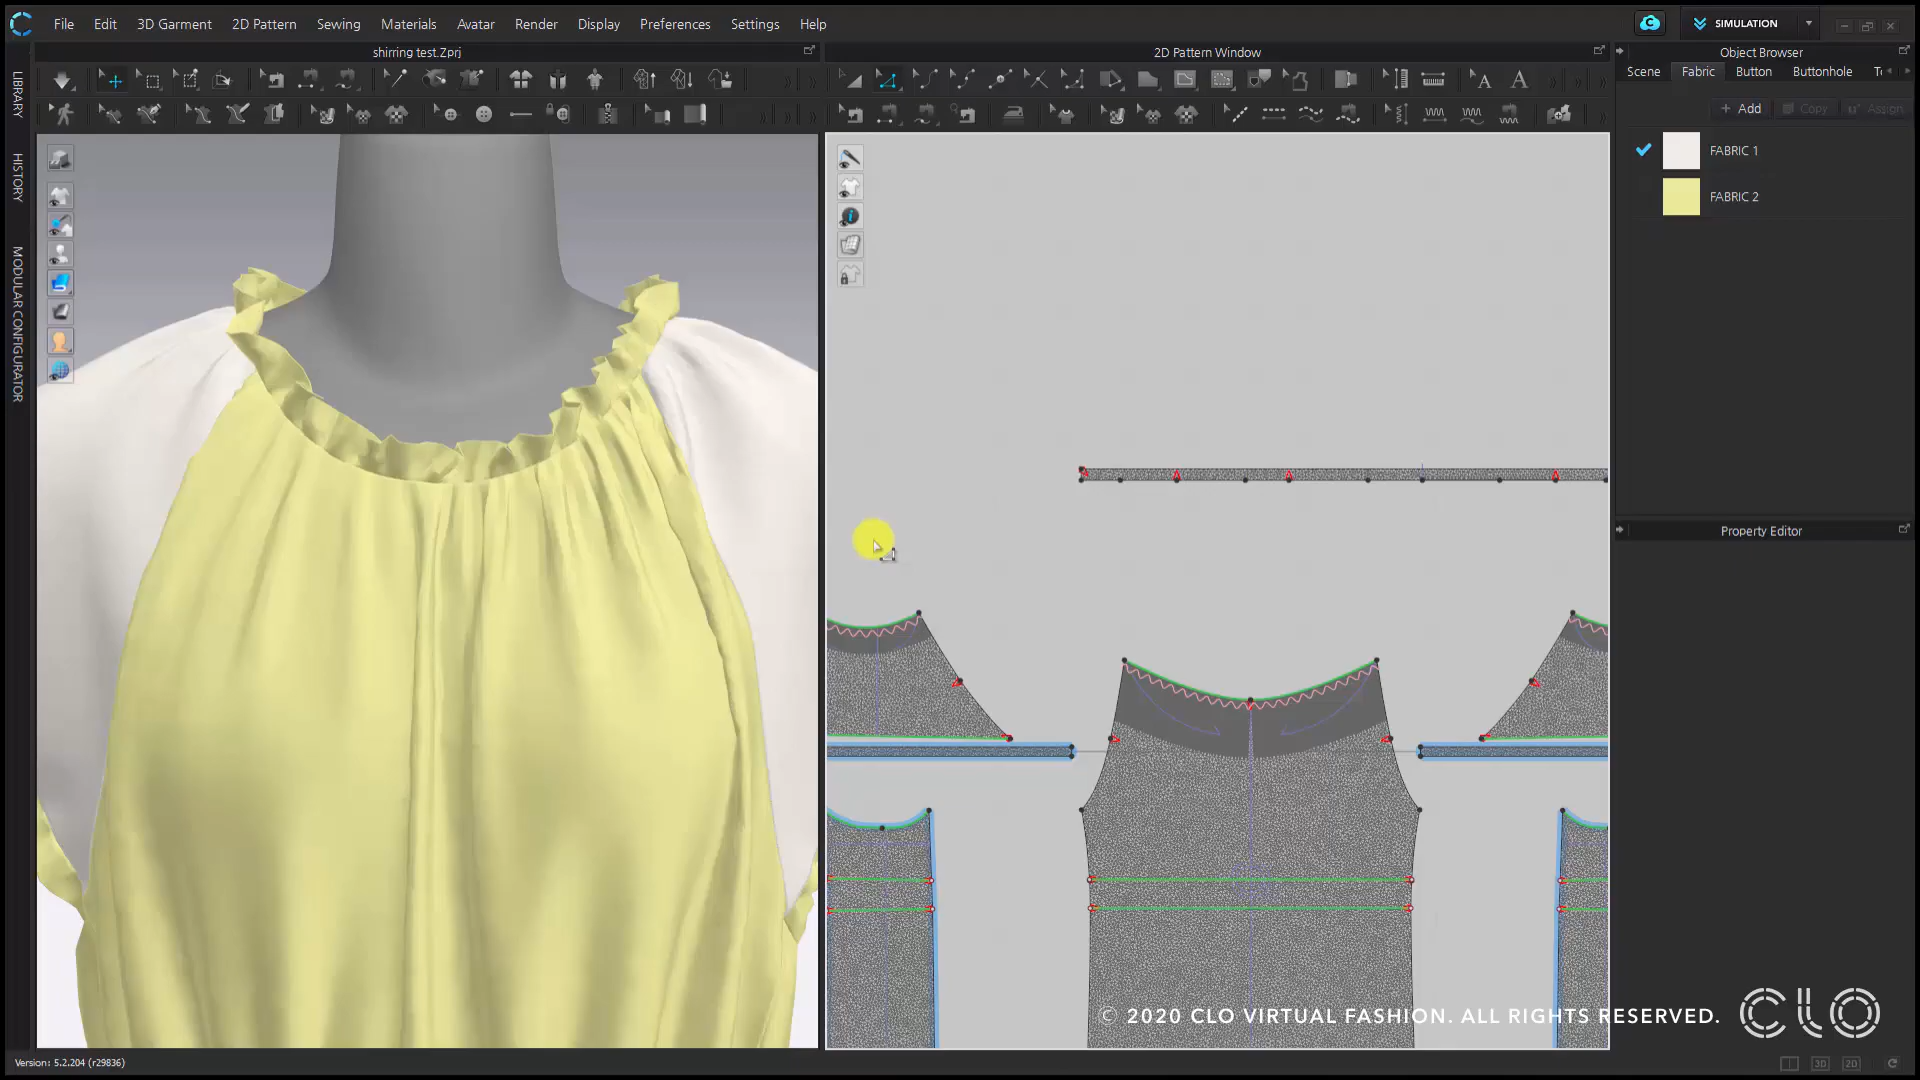 File Edit 3D Garment 2D Pattern Sewing Materials Avatar Render Display Preferences Settings Help
SIMULATION
shirring test.Zprj
2D Pattern Window
Object Browser
Scene Fabric Button Buttonhole
+ Add Copy Assign
FABRIC 1
FABRIC 2
LIBRARY
HISTORY
MODULAR CONFIGURATOR
Property Editor
© 2020 CLO VIRTUAL FASHION. ALL RIGHTS RESERVED.
CLO
Version: 5.2.204 (r29836)
3D 2D